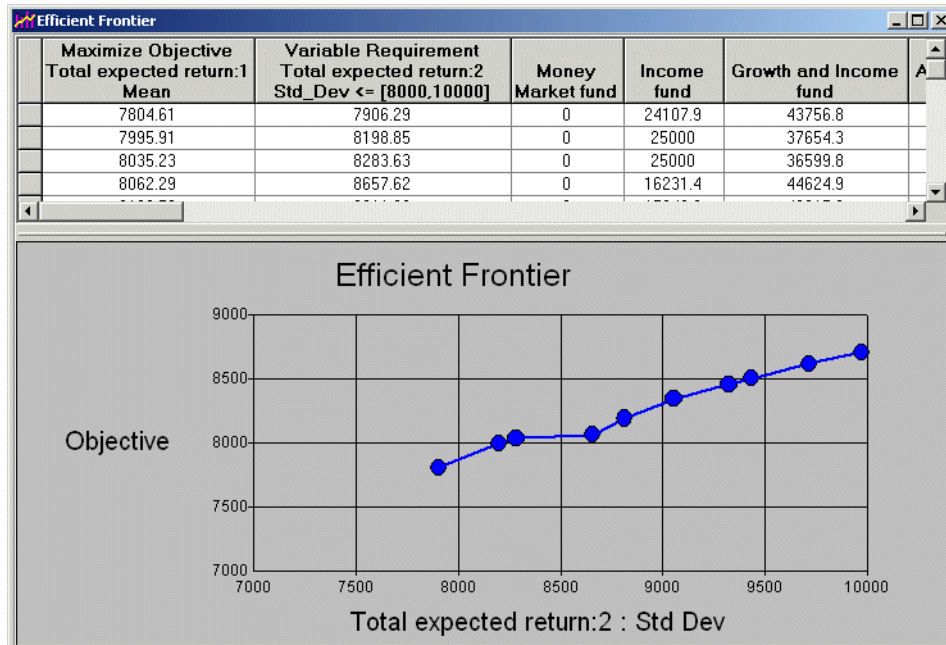 Efficient Frontier
Maximize Objective
Total expected return:1
Mean
Variable Requirement
Total expected return:2
Std_Dev <= [8000,10000]
Money
Market fund
Income
fund
Growth and Income
fund
A
7804.61 7906.29 0 24107.9 43756.8
7995.91 8198.85 0 25000 37654.3
8035.23 8283.63 0 25000 36599.8
8062.29 8657.62 0 16231.4 44624.9
Efficient Frontier
9000
8500
Objective
8000
7500
7000
7000 7500 8000 8500 9000 9500 10000
Total expected return:2 : Std Dev